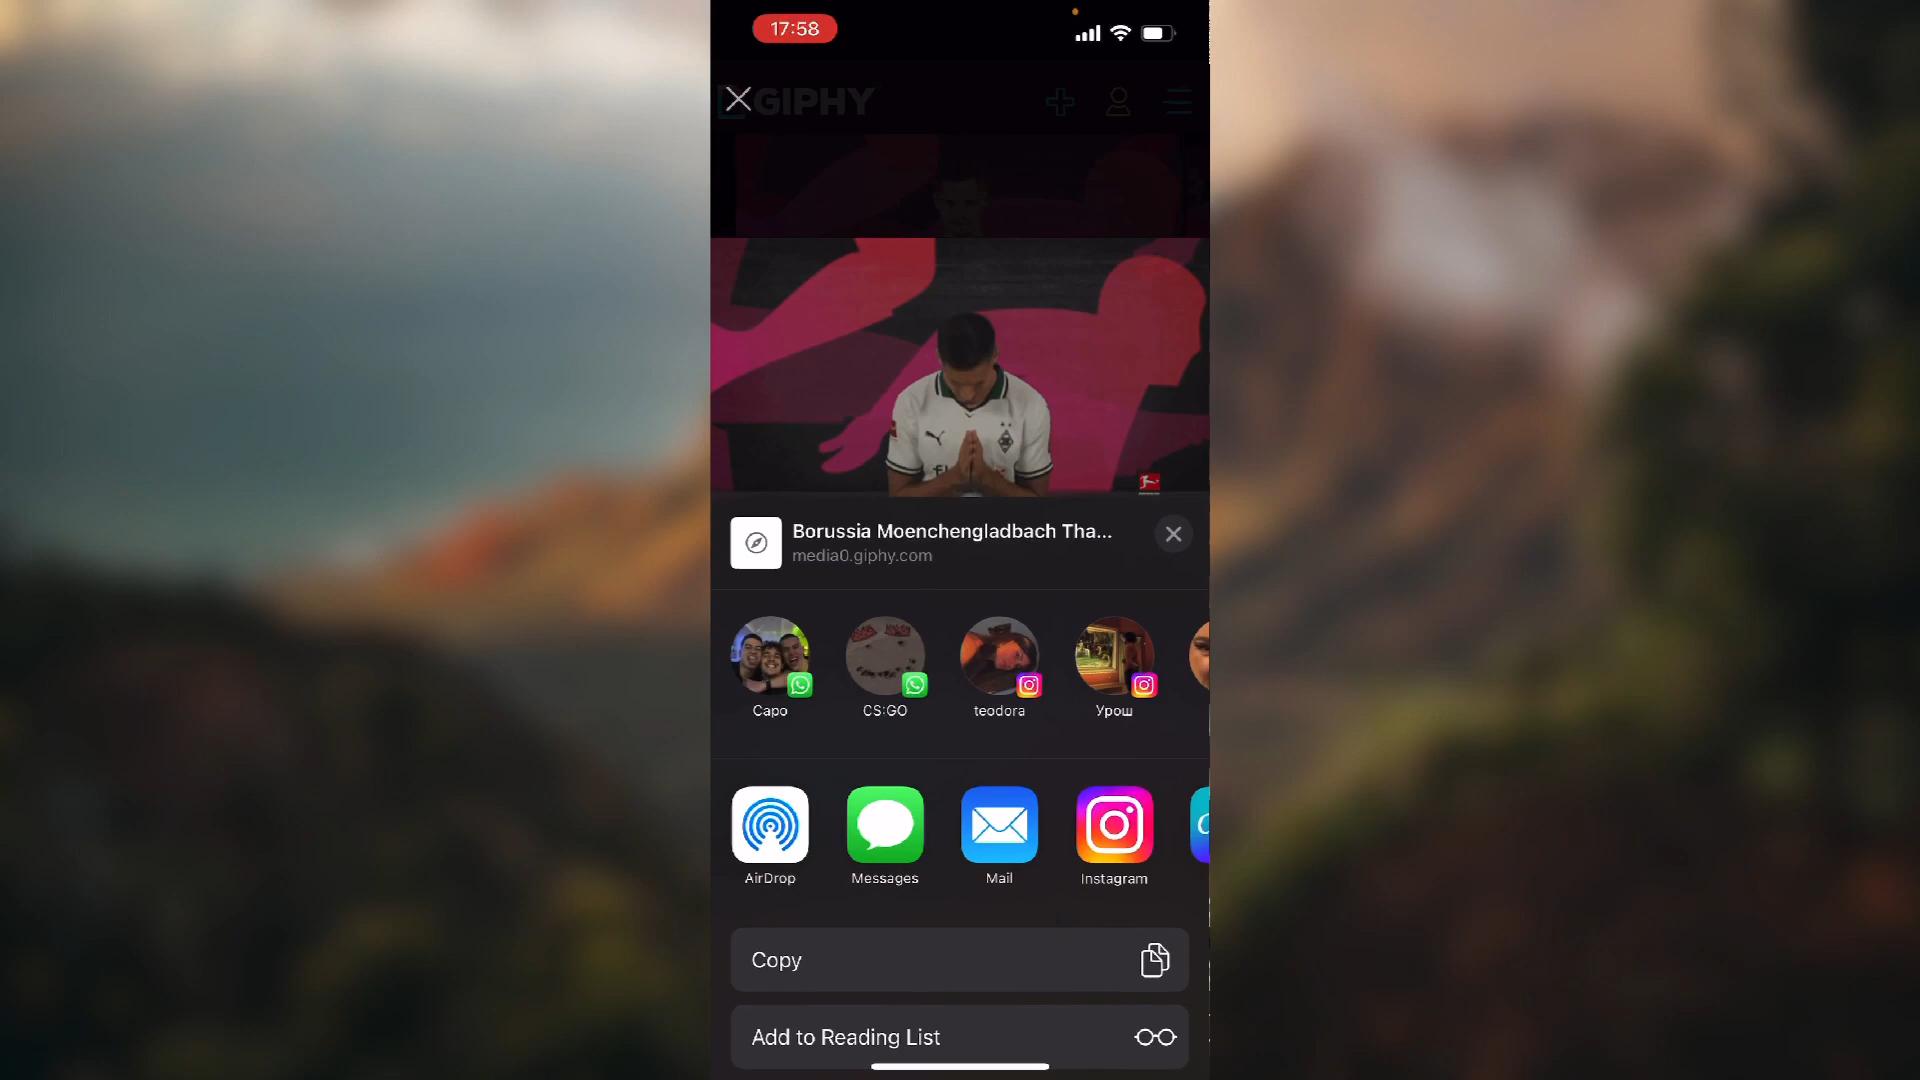 17:58
GIPHY
Borussia Moenchengladbach Tha...
media0.giphy.com
Capo
CS:GO
teodora
Урош
AirDrop
Messages
Mail
Instagram
Copy
Add to Reading List